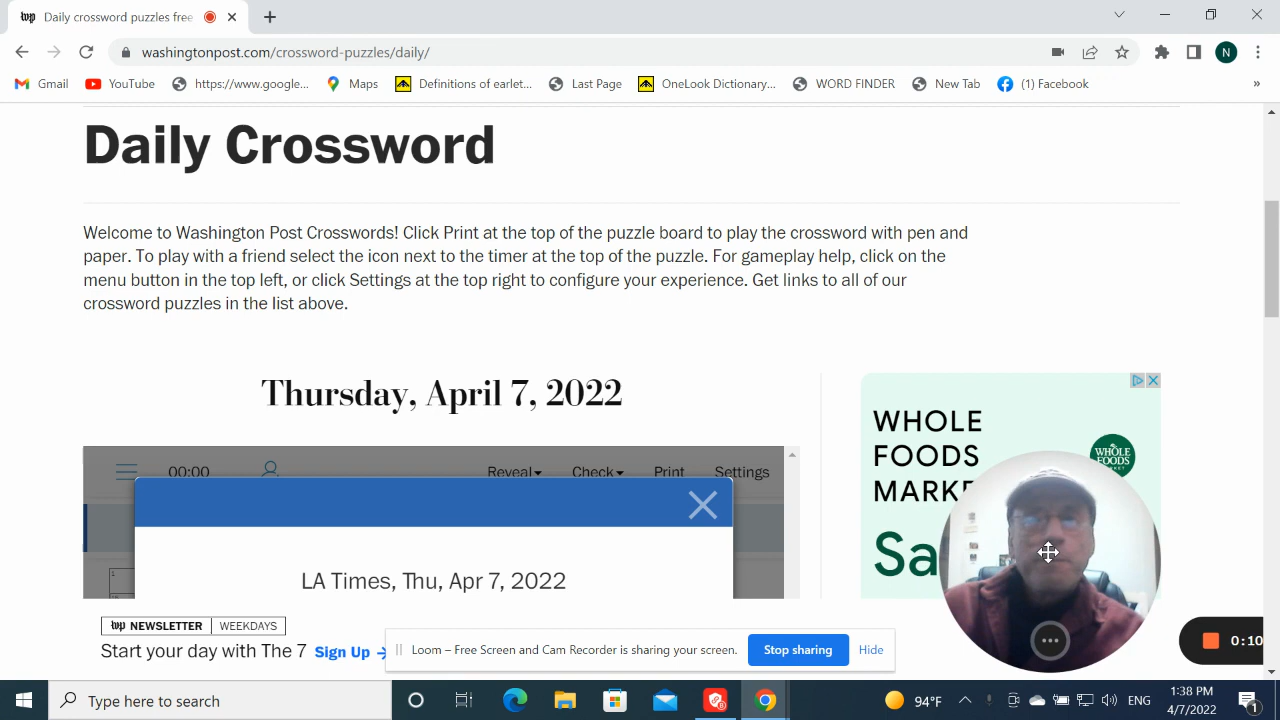 Daily crossword puzzles free
washingtonpost.com/crossword-puzzles/daily/
N
Gmail
YouTube
https://www.google...
Maps
Definitions of earlet...
Last Page
OneLook Dictionary...
WORD FINDER
New Tab
(1) Facebook
»
Daily Crossword
Welcome to Washington Post Crosswords! Click Print at the top of the puzzle board to play the crossword with pen and
paper. To play with a friend select the icon next to the timer at the top of the puzzle. For gameplay help, click on the
menu button in the top left, or click Settings at the top right to configure your experience. Get links to all of our
crossword puzzles in the list above.
Thursday, April 7, 2022
00:00
Reveal
Check
Print
Settings
1
LA Times, Thu, Apr 7, 2022
WHOLE
FOODS
MARKE
WHOLE
FOODS
MARKET
Sa
wp NEWSLETTER WEEKDAYS
Start your day with The 7 Sign Up
Loom – Free Screen and Cam Recorder is sharing your screen.
Stop sharing
Hide
0:10
Type here to search
94°F
ENG
1:38 PM
4/7/2022
1